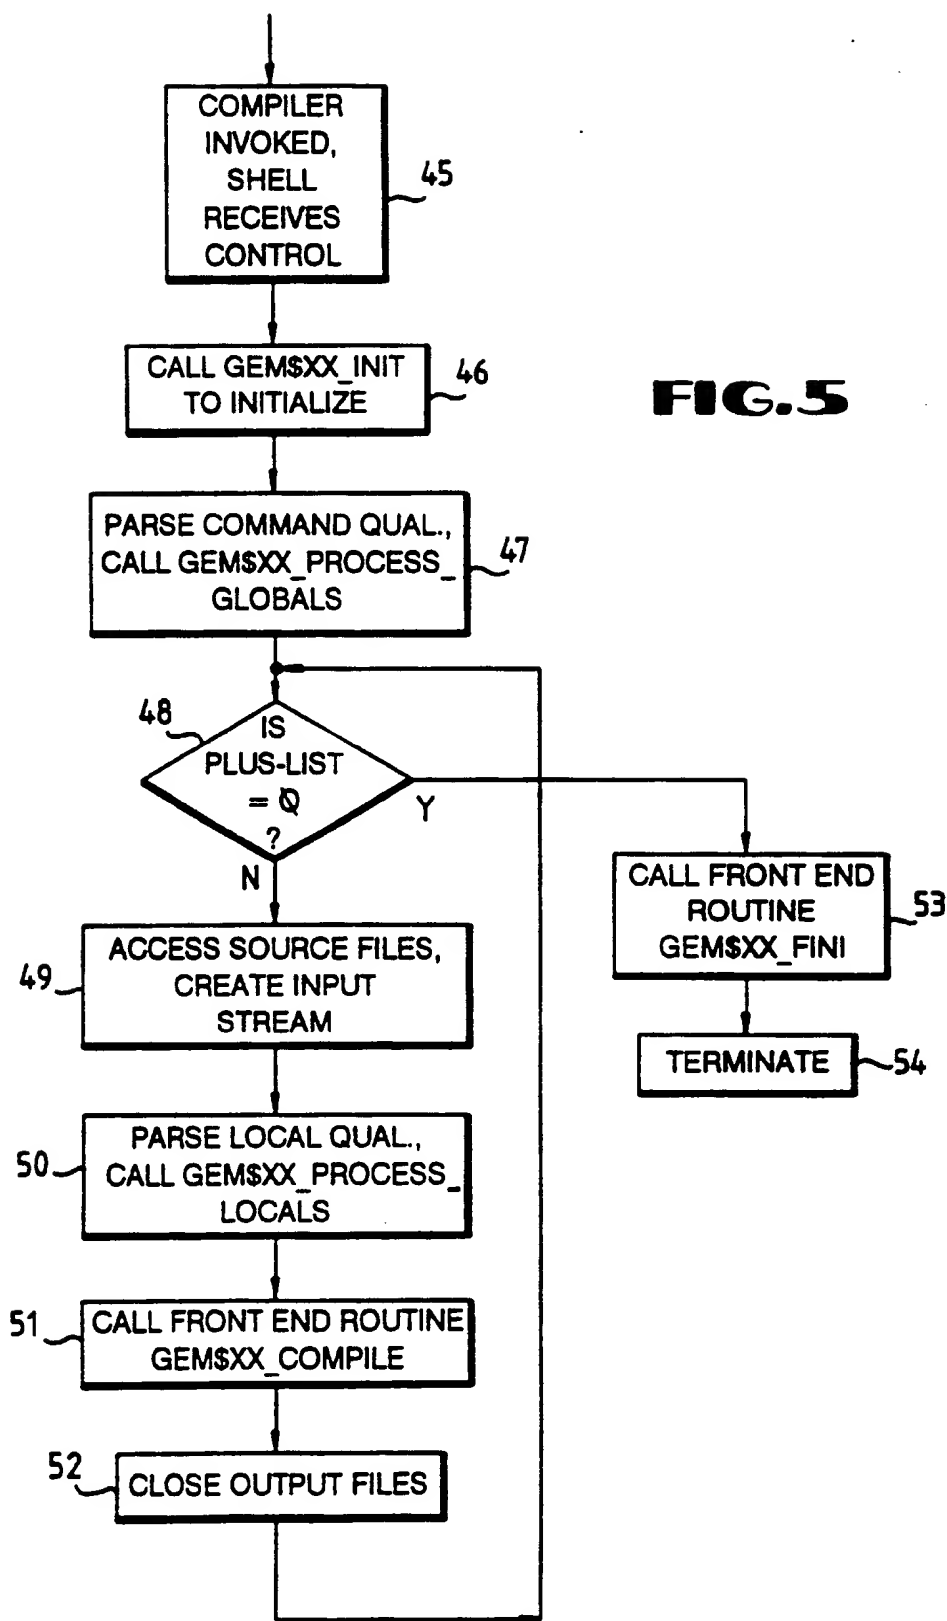 COMPILER
INVOKED,
SHELL
RECEIVES
CONTROL
45
CALL GEM$XX_INIT
TO INITIALIZE
46
FIG.5
PARSE COMMAND QUAL.,
CALL GEM$XX_PROCESS_
GLOBALS
47
48
IS
PLUS-LIST
= Ø
?
Y
N
CALL FRONT END
ROUTINE
GEM$XX_FINI
53
49
ACCESS SOURCE FILES,
CREATE INPUT
STREAM
TERMINATE
54
50
PARSE LOCAL QUAL.,
CALL GEM$XX_PROCESS_
LOCALS
51
CALL FRONT END ROUTINE
GEM$XX_COMPILE
52
CLOSE OUTPUT FILES